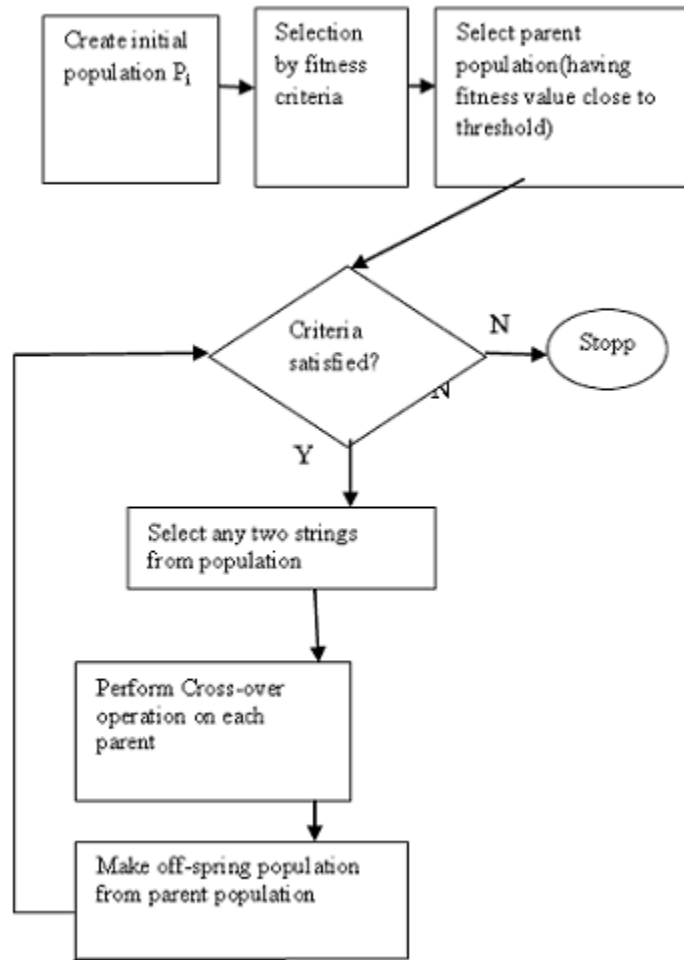 Create initial
population Pi
Selection
by fitness
criteria
Select parent
population(having
fitness value close to
threshold)
Criteria
satisfied?
N
Stopp
N
Y
Select any two strings
from population
Perform Cross-over
operation on each
parent
Make off-spring population
from parent population